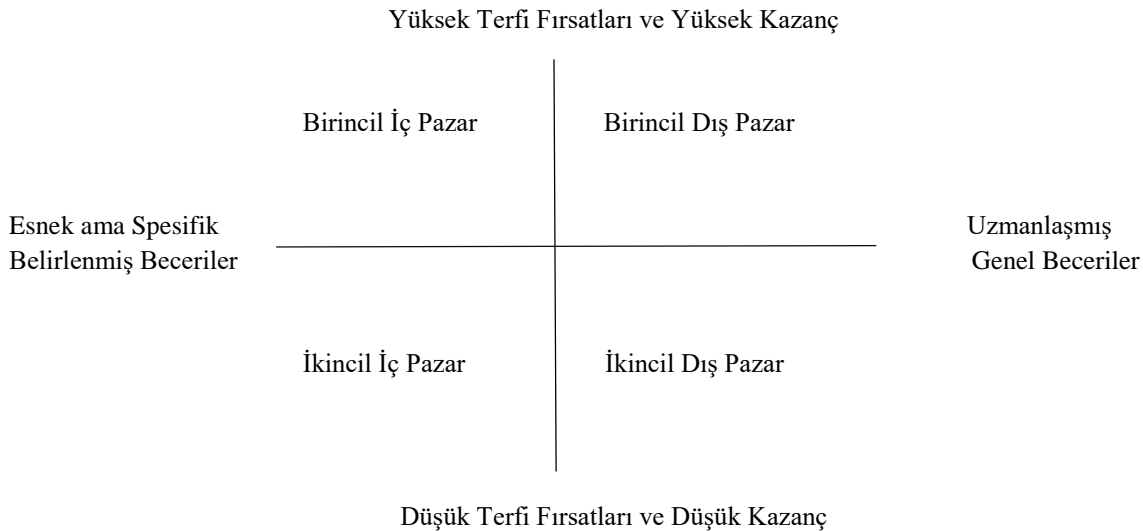 Yüksek Terfi Fırsatları ve Yüksek Kazanç
Birincil İç Pazar
Birincil Dış Pazar
Esnek ama Spesifik
Belirlenmiş Beceriler
Uzmanlaşmış
Genel Beceriler
İkincil İç Pazar
İkincil Dış Pazar
Düşük Terfi Fırsatları ve Düşük Kazanç